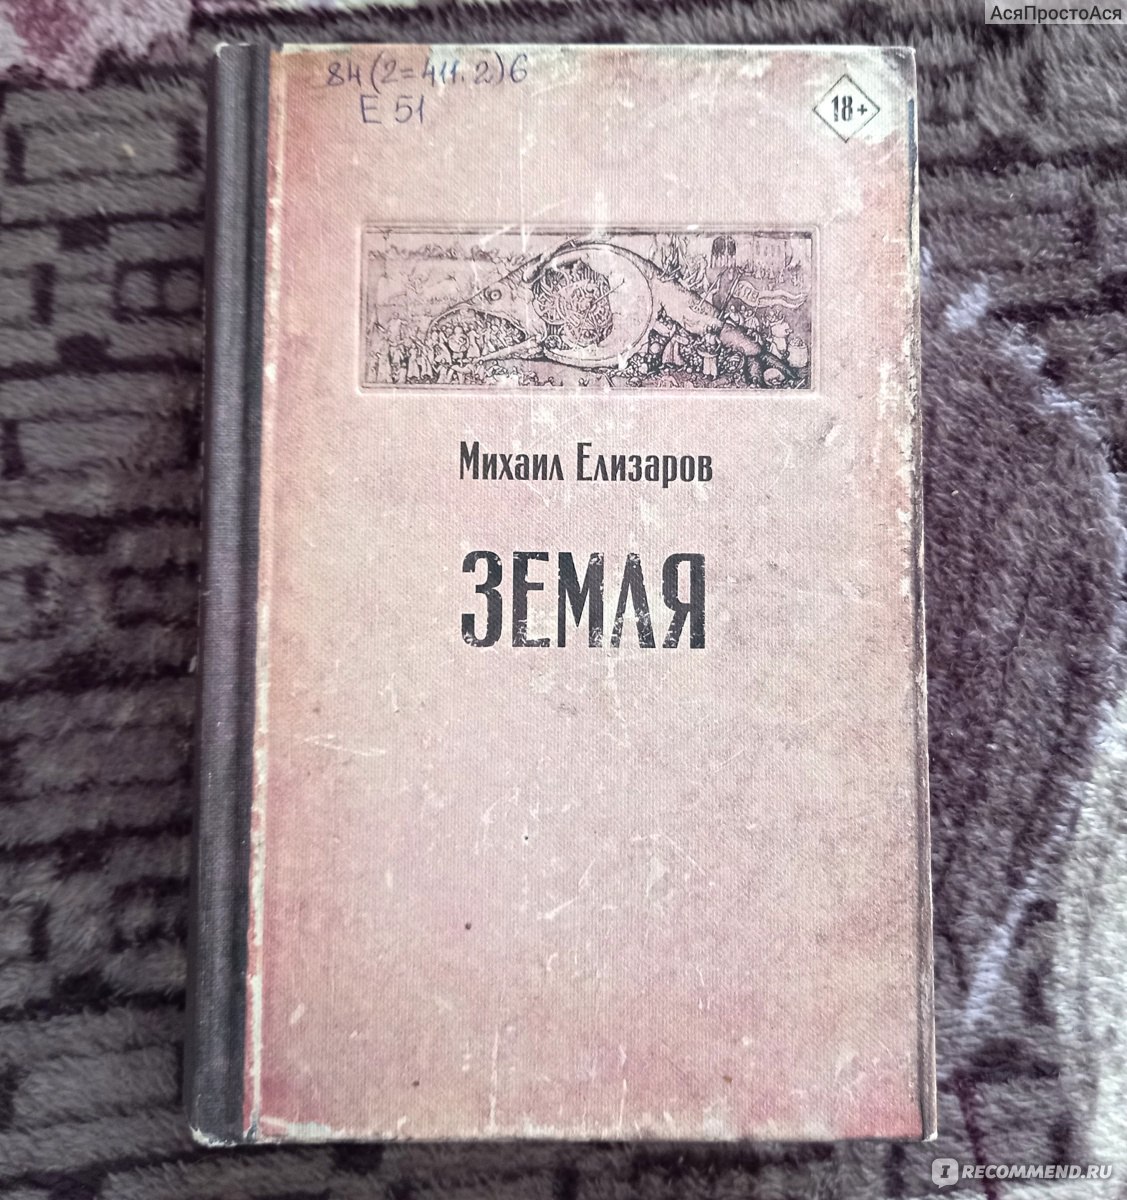 АсяПростоАся
84(2=411.2)6
Е 51
18+
Михаил Елизаров
ЗЕМЛЯ
IRECOMMEND.RU